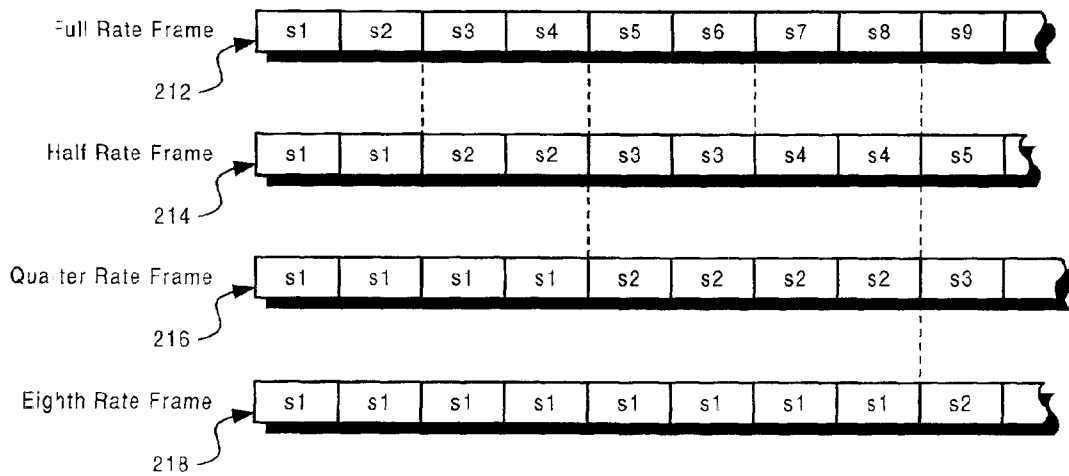 Full Rate Frame s1 s2 s3 s4 s5 s6 s7 s8 s9
212
Half Rate Frame s1 s1 s2 s2 s3 s3 s4 s4 s5
214
Quarter Rate Frame s1 s1 s1 s1 s2 s2 s2 s2 s3
216
Eighth Rate Frame s1 s1 s1 s1 s1 s1 s1 s1 s2
218